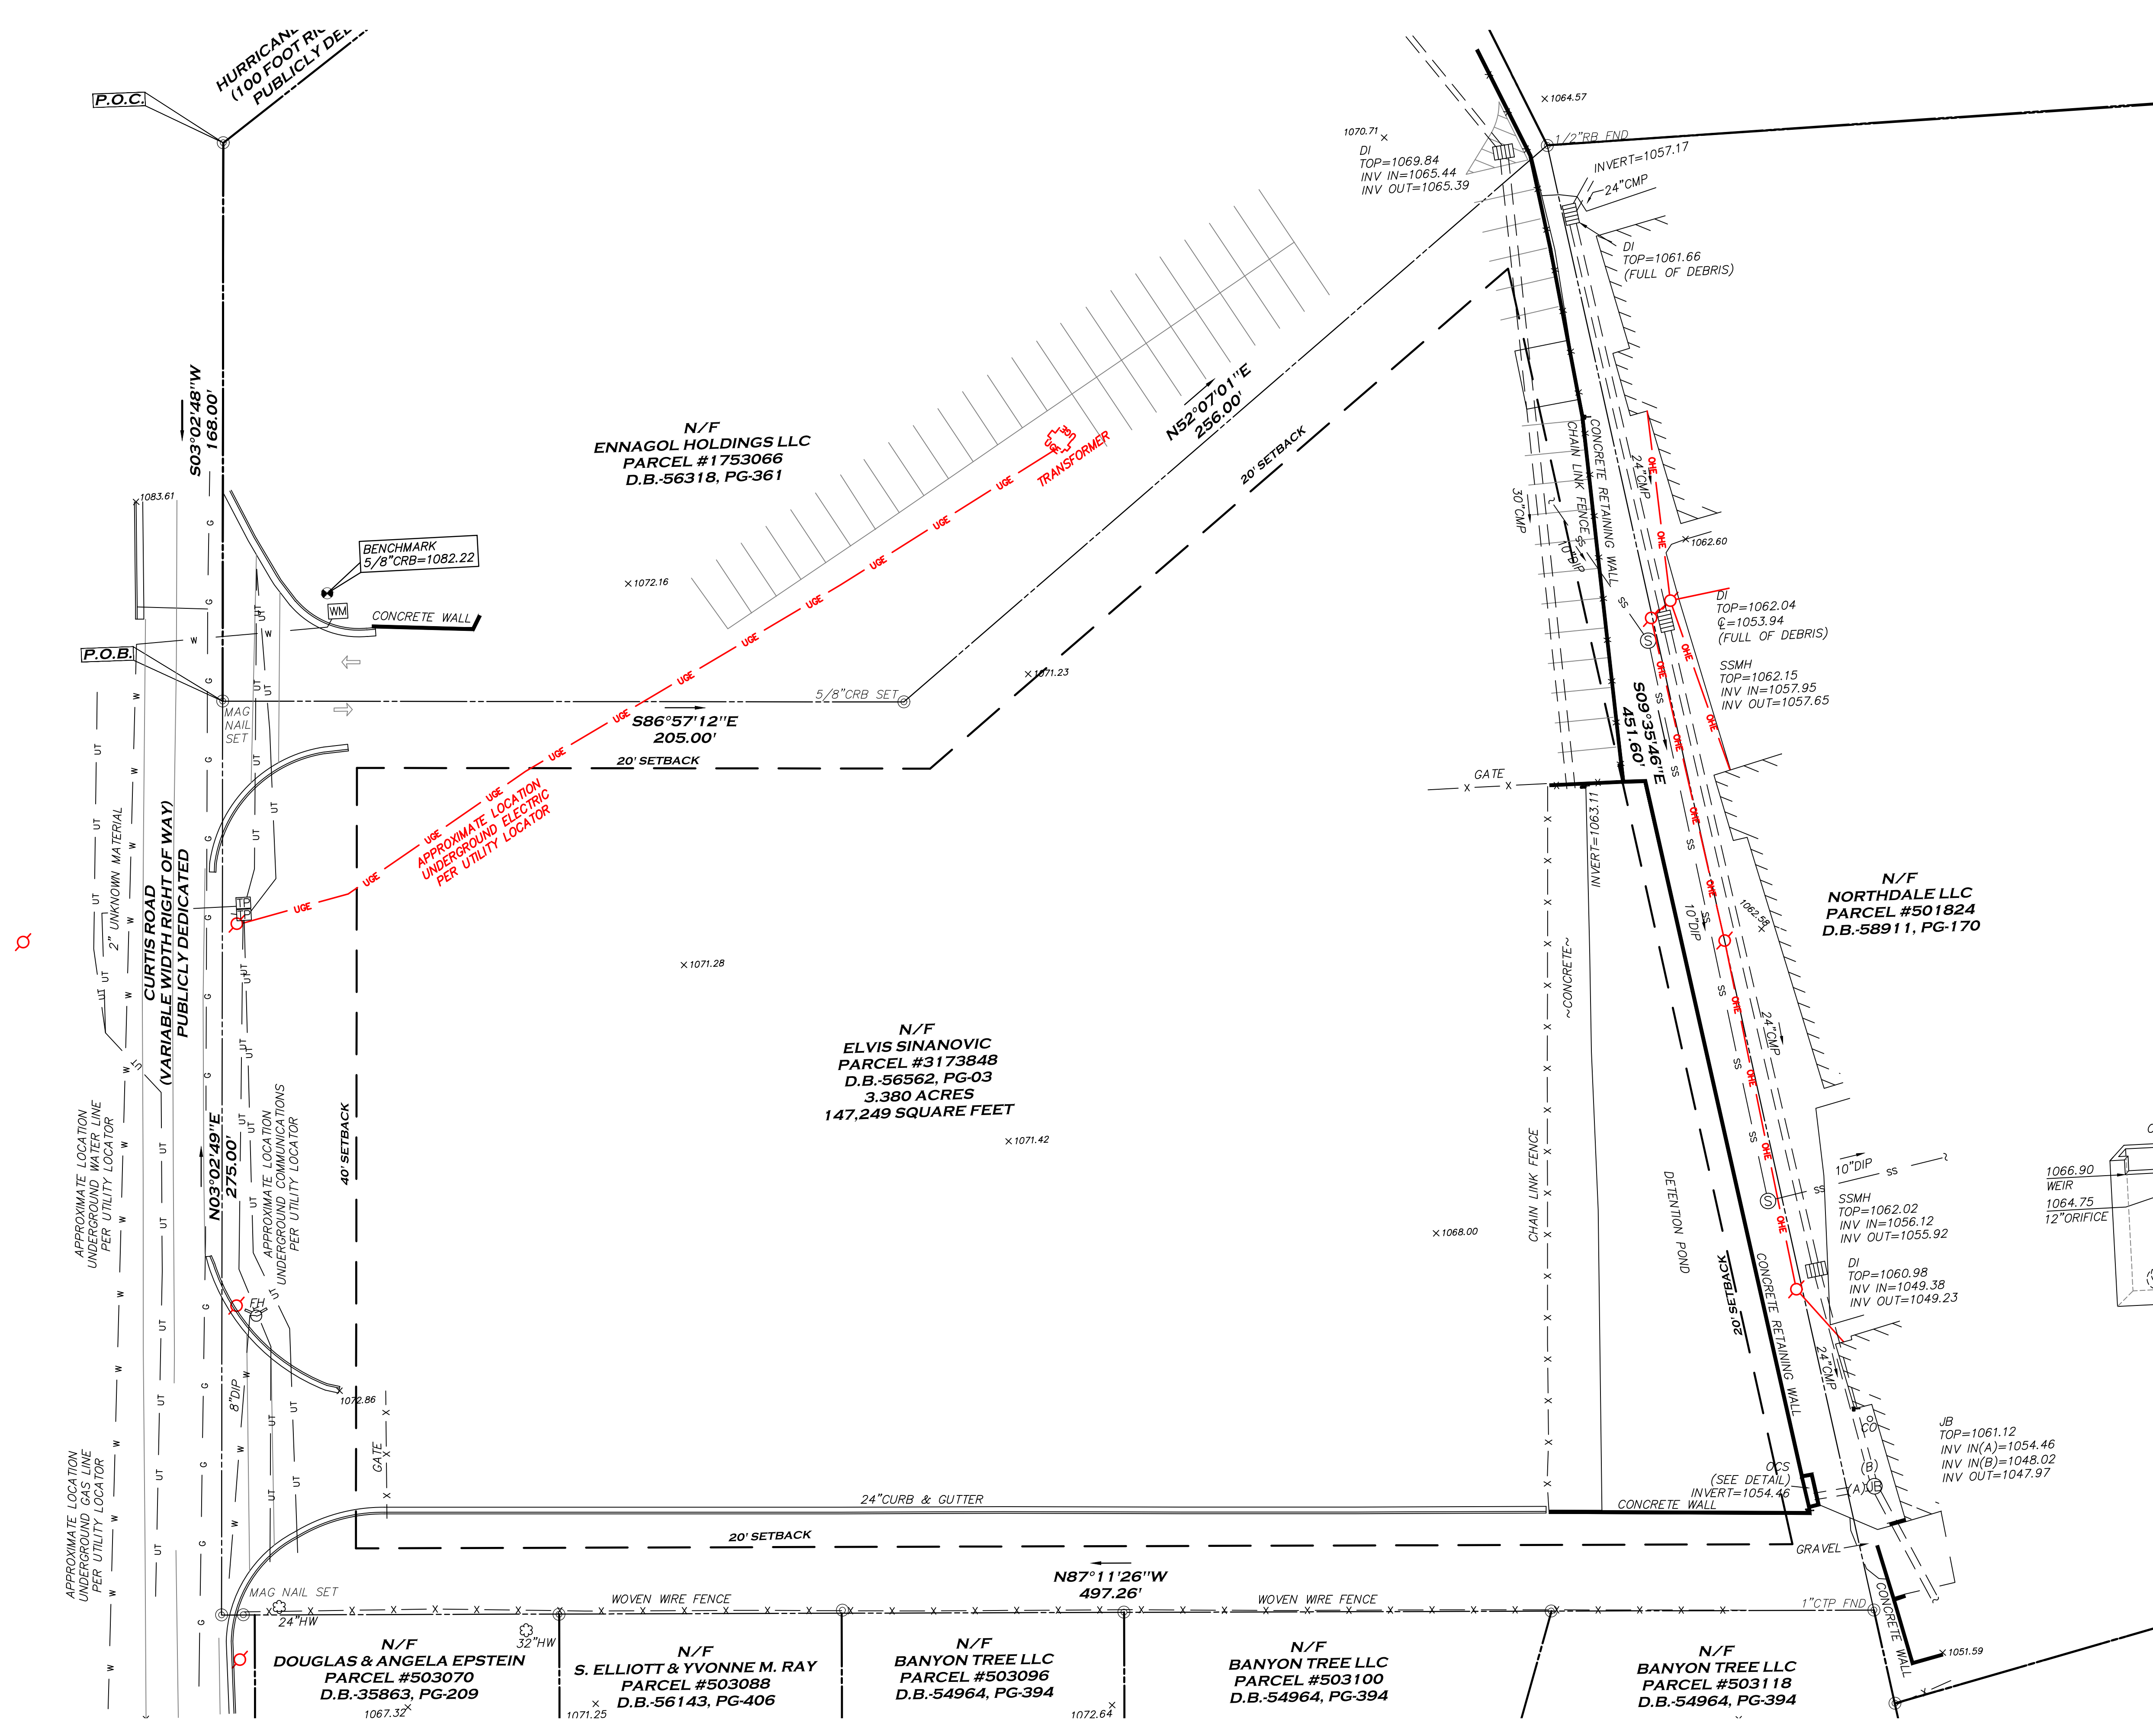 HURRICANE
(100 FOOT RIG
PUBLICLY DED
P.O.C.
S03°02'48"W
168.00'
1083.61
N/F
ENNAGOL HOLDINGS LLC
PARCEL #1753066
D.B.-56318, PG-361
1064.57
1070.71
1/2"RB FND
DI
TOP=1069.84
INV IN=1065.44
INV OUT=1065.39
INVERT=1057.17
24"CMP
DI
TOP=1061.66
(FULL OF DEBRIS)
N52°07'01"E
256.00'
20' SETBACK
TRANSFORMER
BENCHMARK
5/8"CRB=1082.22
WM
CONCRETE WALL
1072.16
1071.23
P.O.B.
MAG
NAIL
SET
5/8"CRB SET
S86°57'12"E
205.00'
20' SETBACK
UGE
APPROXIMATE LOCATION
UNDERGROUND ELECTRIC
PER UTILITY LOCATOR
30"CMP
10"DIP
SS
CHAIN LINK FENCE
CONCRETE RETAINING WALL
24"CMP
OHE
1062.60
DI
TOP=1062.04
℄=1053.94
(FULL OF DEBRIS)
SSMH
TOP=1062.15
INV IN=1057.95
INV OUT=1057.65
S
S09°35'46"E
451.60'
GATE
INVERT=1063.11
10"DIP
1062.58
N/F
NORTHDALE LLC
PARCEL #501824
D.B.-58911, PG-170
2" UNKNOWN MATERIAL
CURTIS ROAD
(VARIABLE WIDTH RIGHT OF WAY)
PUBLICLY DEDICATED
TP
TP
UT
W
G
1071.28
~CONCRETE~
N/F
ELVIS SINANOVIC
PARCEL #3173848
D.B.-56562, PG-03
3.380 ACRES
147,249 SQUARE FEET
1071.42
1068.00
24"CMP
APPROXIMATE LOCATION
UNDERGROUND WATER LINE
PER UTILITY LOCATOR
N03°02'49"E
275.00'
APPROXIMATE LOCATION
UNDERGROUND COMMUNICATIONS
PER UTILITY LOCATOR
40' SETBACK
CHAIN LINK FENCE
DETENTION POND
20' SETBACK
CONCRETE RETAINING WALL
10"DIP
S
SSMH
TOP=1062.02
INV IN=1056.12
INV OUT=1055.92
DI
TOP=1060.98
INV IN=1049.38
INV OUT=1049.23
1066.90
WEIR
1064.75
12"ORIFICE
FH
8"DIP
1072.86
GATE
24"CMP
CO
JB
TOP=1061.12
INV IN(A)=1054.46
INV IN(B)=1048.02
INV OUT=1047.97
(B)
(A)
JB
OCS
(SEE DETAIL)
INVERT=1054.46
CONCRETE WALL
APPROXIMATE LOCATION
UNDERGROUND GAS LINE
PER UTILITY LOCATOR
24"CURB & GUTTER
20' SETBACK
GRAVEL
N87°11'26"W
497.26'
MAG NAIL SET
24"HW
32"HW
WOVEN WIRE FENCE
WOVEN WIRE FENCE
1"CTP FND
CONCRETE WALL
1051.59
N/F
DOUGLAS & ANGELA EPSTEIN
PARCEL #503070
D.B.-35863, PG-209
1067.32
N/F
S. ELLIOTT & YVONNE M. RAY
PARCEL #503088
D.B.-56143, PG-406
1071.25
N/F
BANYON TREE LLC
PARCEL #503096
D.B.-54964, PG-394
1072.64
N/F
BANYON TREE LLC
PARCEL #503100
D.B.-54964, PG-394
N/F
BANYON TREE LLC
PARCEL #503118
D.B.-54964, PG-394